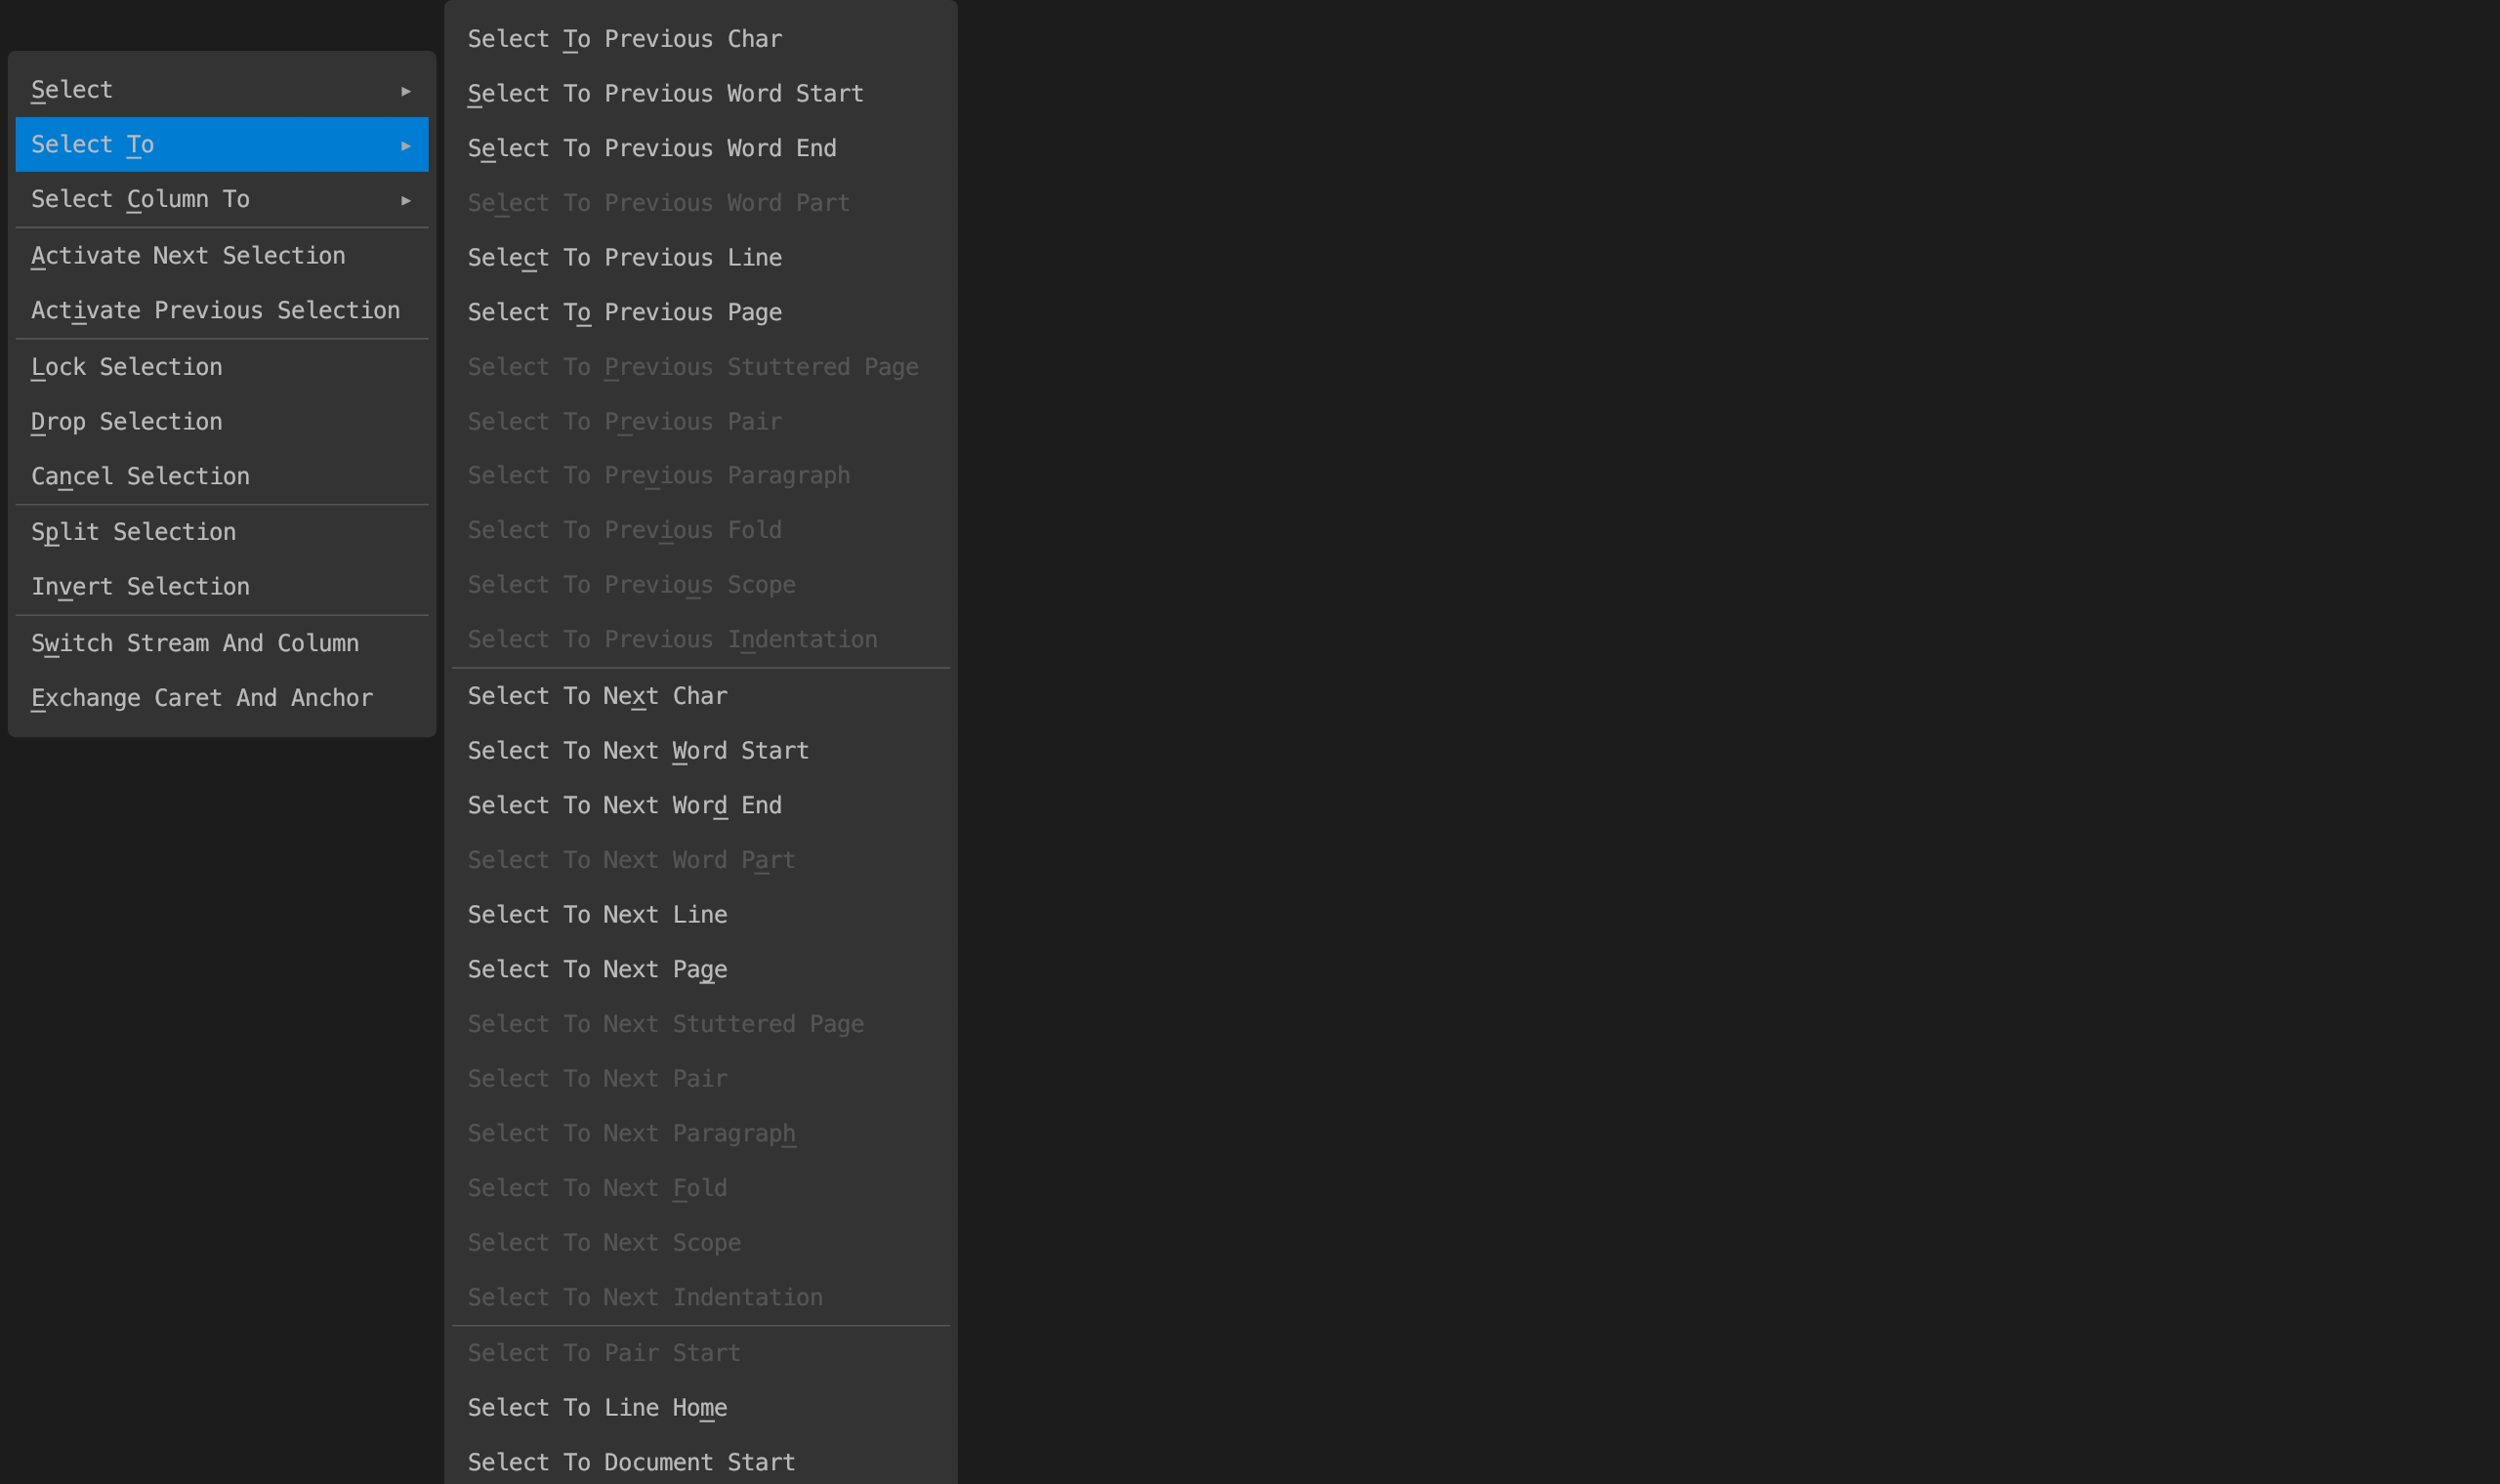 Select
Select To
Select Column To
Activate Next Selection
Activate Previous Selection
Lock Selection
Drop Selection
Cancel Selection
Split Selection
Invert Selection
Switch Stream And Column
Exchange Caret And Anchor
Select To Previous Char
Select To Previous Word Start
Select To Previous Word End
Select To Previous Word Part
Select To Previous Line
Select To Previous Page
Select To Previous Stuttered Page
Select To Previous Pair
Select To Previous Paragraph
Select To Previous Fold
Select To Previous Scope
Select To Previous Indentation
Select To Next Char
Select To Next Word Start
Select To Next Word End
Select To Next Word Part
Select To Next Line
Select To Next Page
Select To Next Stuttered Page
Select To Next Pair
Select To Next Paragraph
Select To Next Fold
Select To Next Scope
Select To Next Indentation
Select To Pair Start
Select To Line Home
Select To Document Start